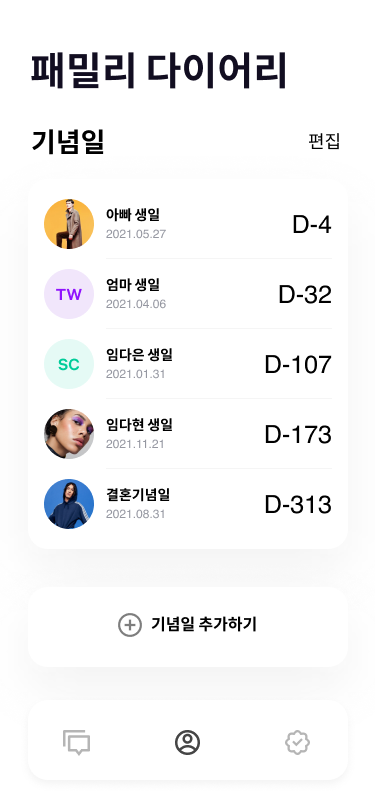 패밀리 다이어리
기념일
편집
아빠 생일
2021.05.27
D-4
TW
엄마 생일
2021.04.06
D-32
SC
임다은 생일
2021.01.31
D-107
임다현 생일
2021.11.21
D-173
결혼기념일
2021.08.31
D-313
기념일 추가하기